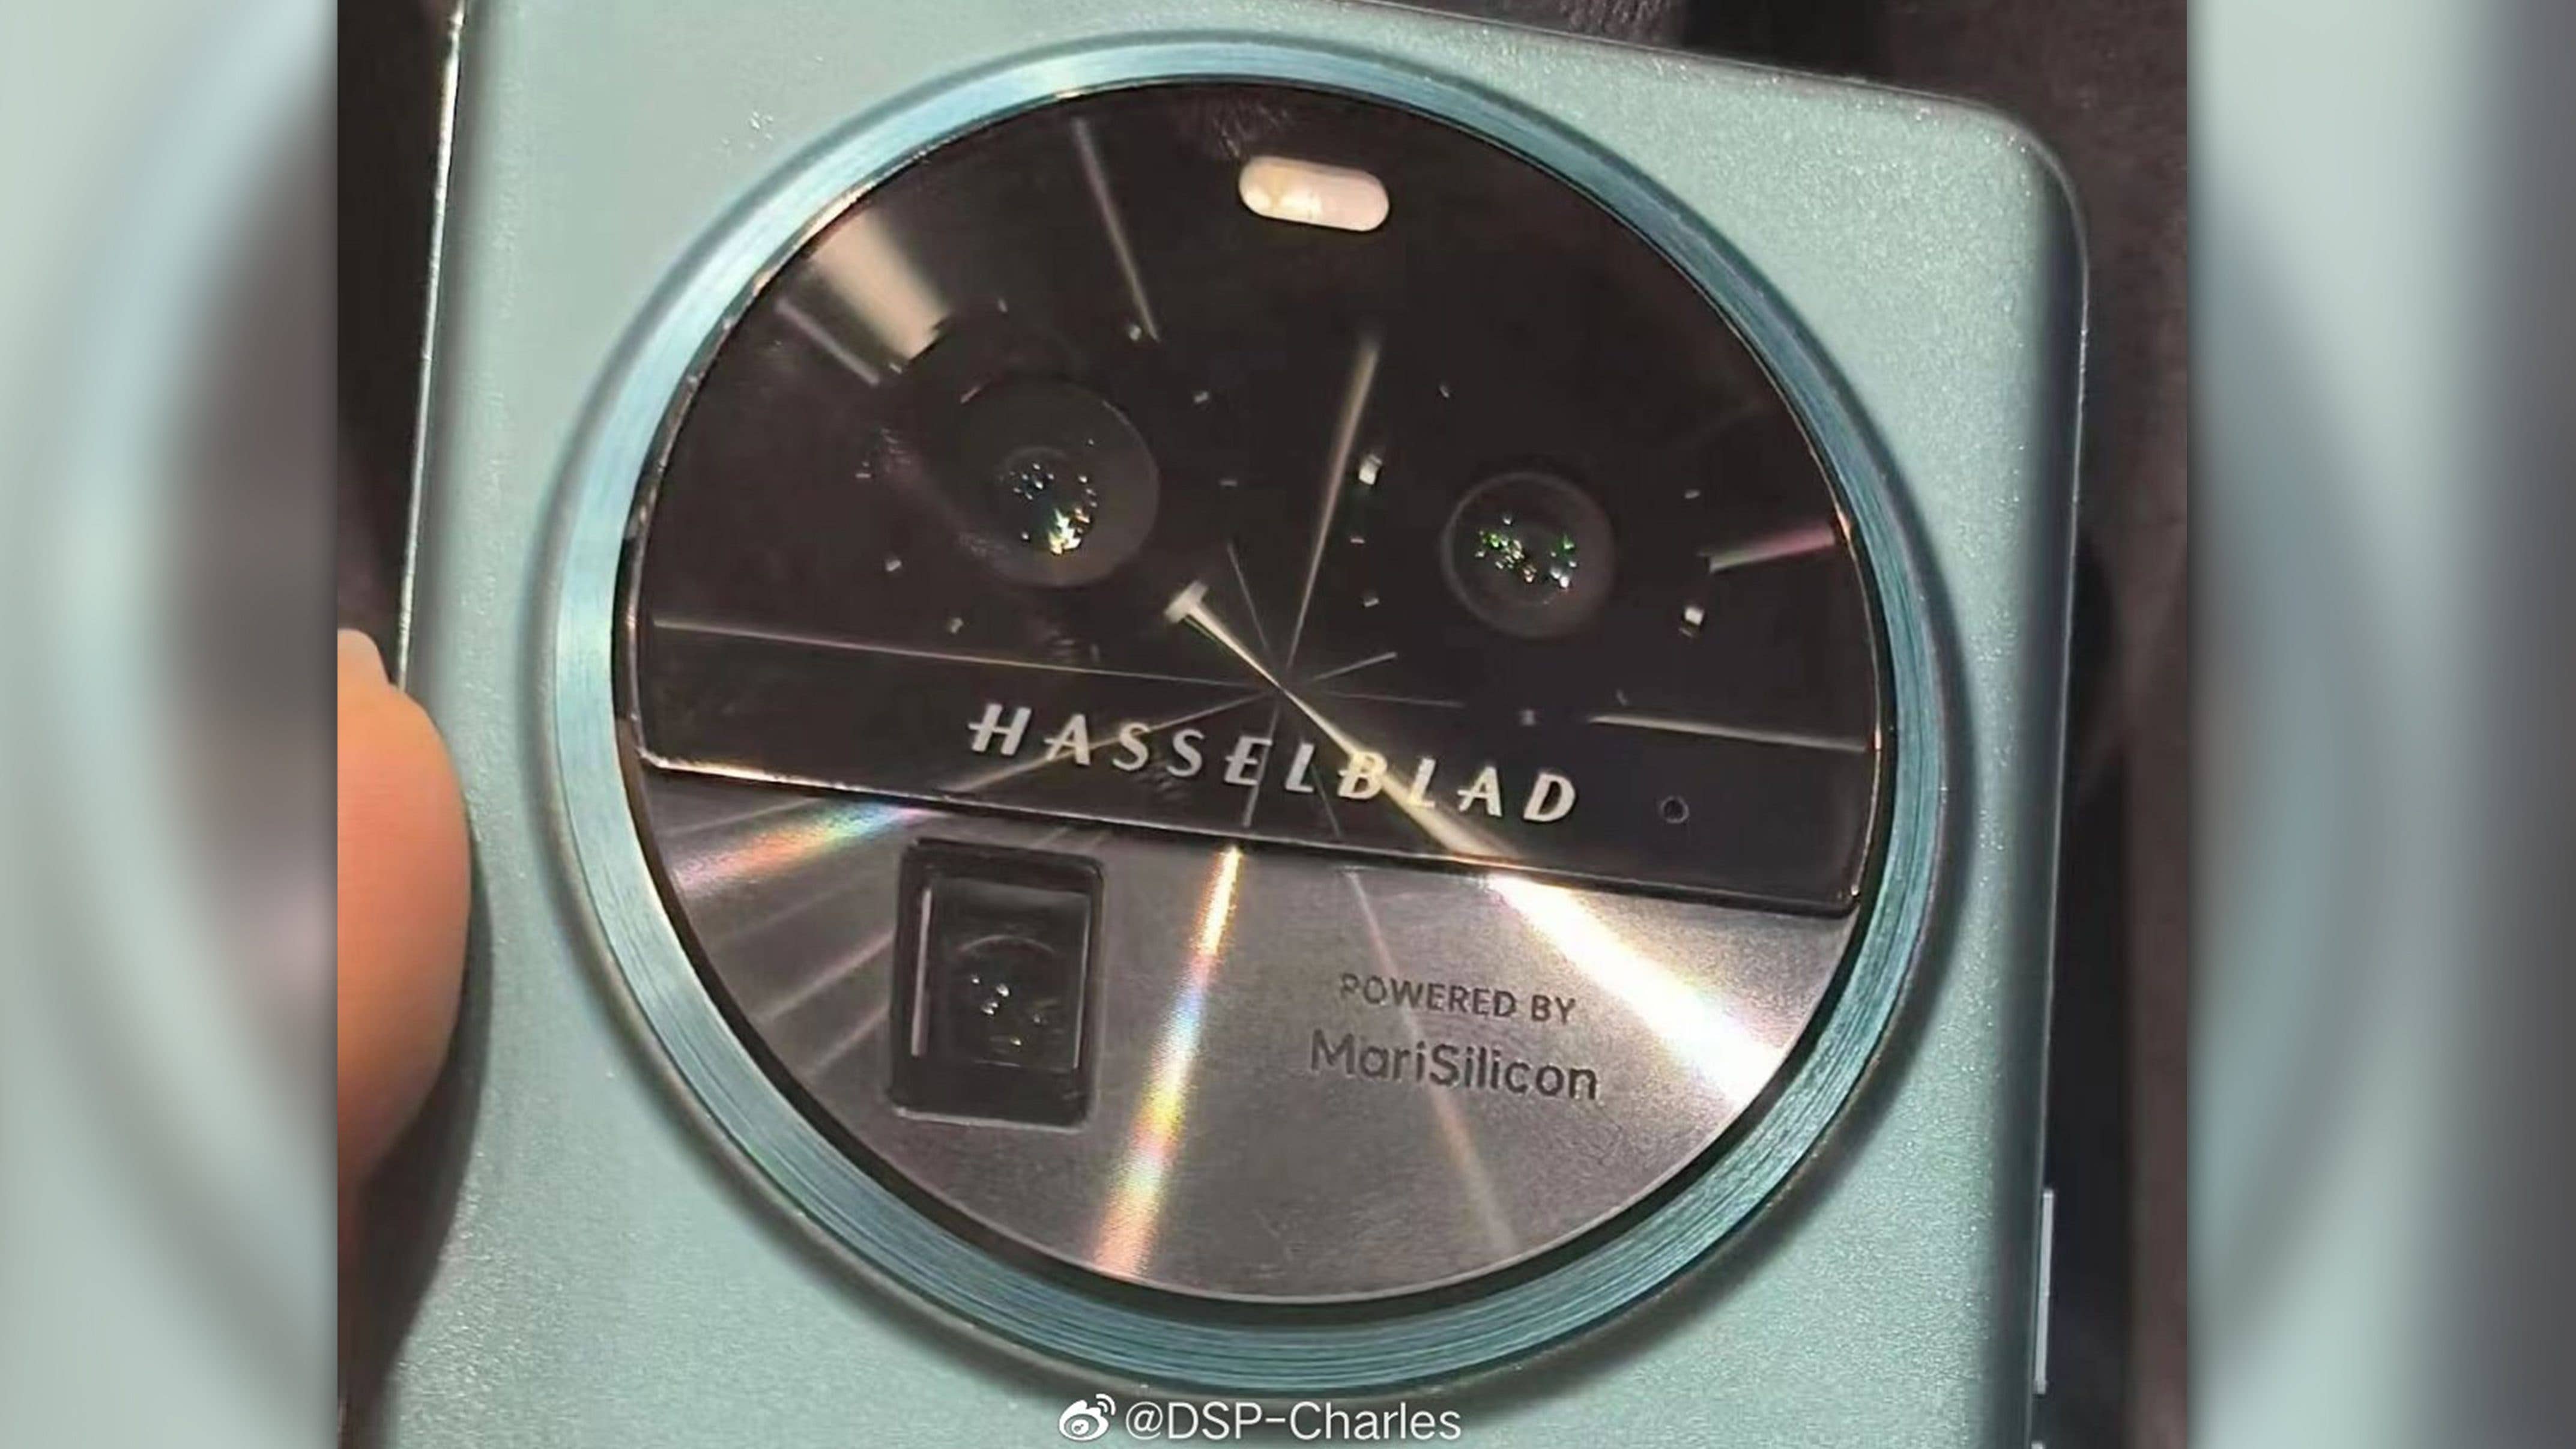 HASSELBLAD
POWERED BY
MariSilicon
@DSP-Charles